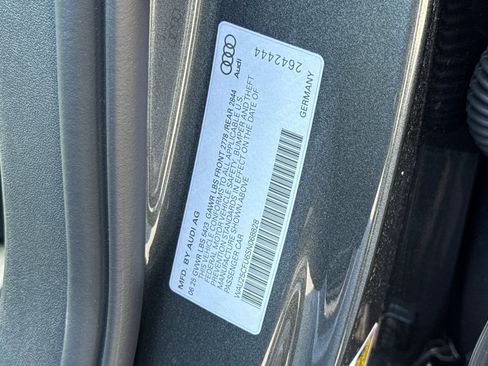 Audi
2642444
GERMANY
MFD. BY AUDI AG
06.25 GVWR LBS 5423 GAWR LBS FRONT 2778 /REAR 2844
THIS VEHICLE CONFORMS TO ALL APPLICABLE U.S.
FEDERAL MOTOR VEHICLE SAFETY, BUMPER AND THEFT
PREVENTION STANDARDS IN EFFECT ON THE DATE OF
MANUFACTURE SHOWN ABOVE
PASSENGER CAR